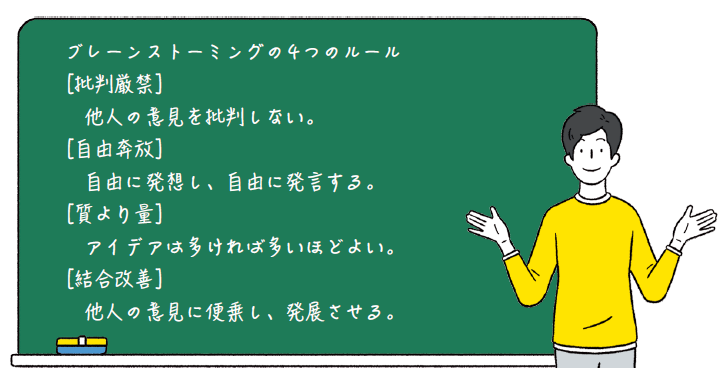 ブレーンストーミングの4つのルール
[批判厳禁]
他人の意見を批判しない。
[自由奔放]
自由に発想し、自由に発言する。
[質より量]
アイデアは多ければ多いほどよい。
[結合改善]
他人の意見に便乗し、発展させる。